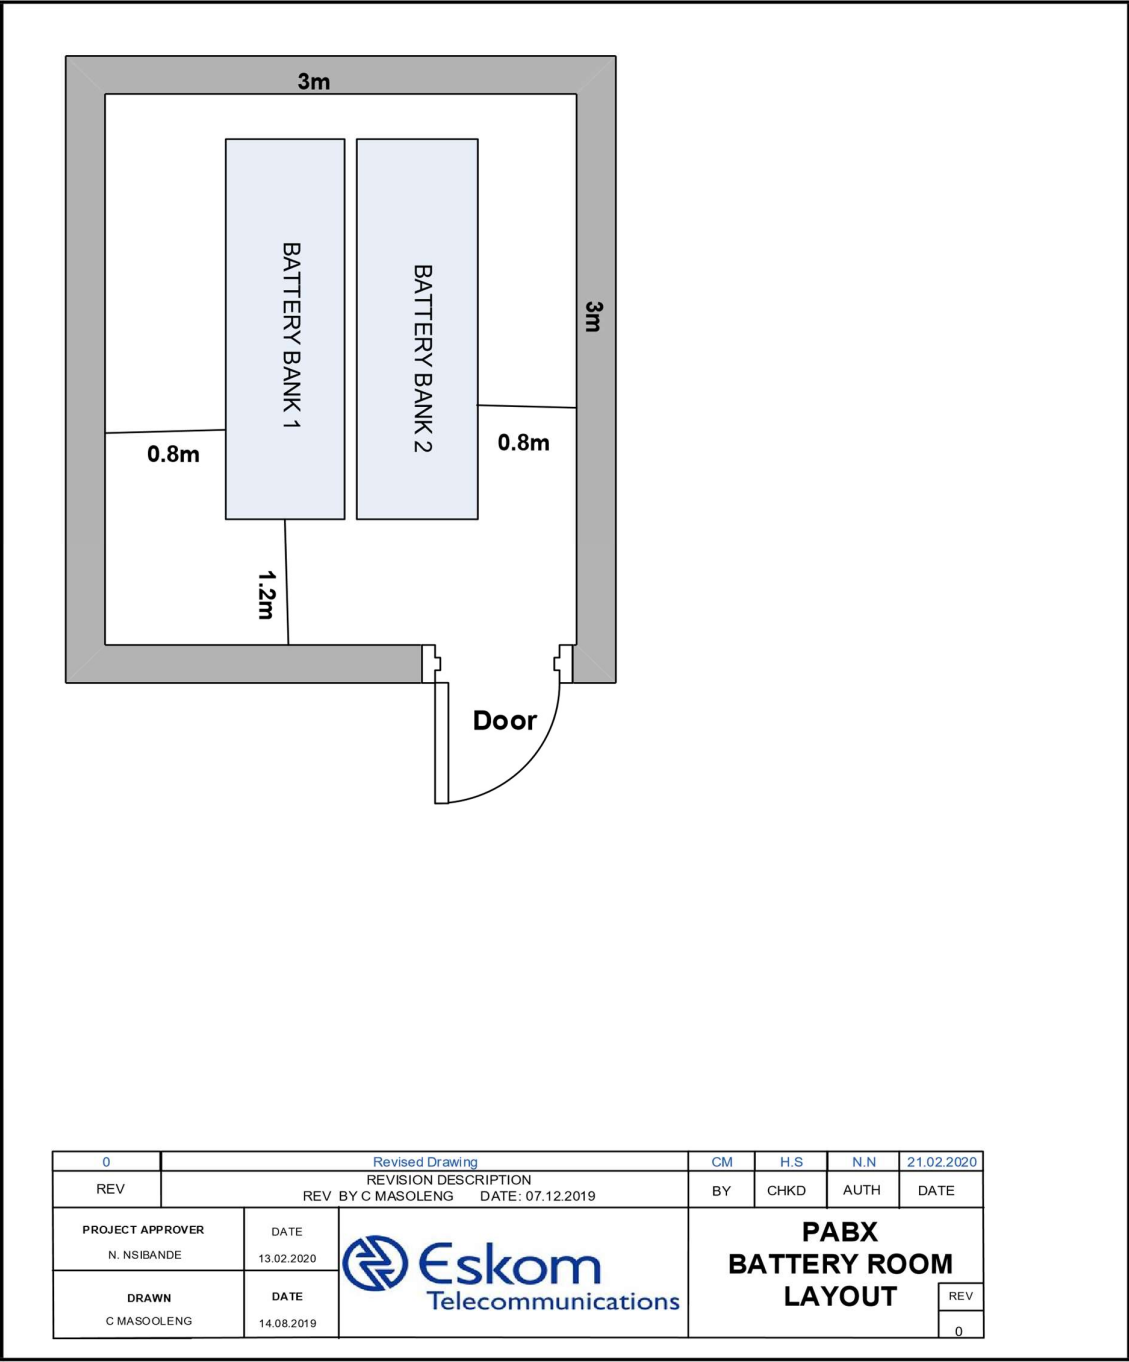 3m
BATTERY BANK 1
BATTERY BANK 2
3m
0.8m
0.8m
1.2m
Door
0
Revised Drawing
CM
H.S
N.N
21.02.2020
REV
REVISION DESCRIPTION
REV BY C MASOLENG DATE: 07.12.2019
BY
CHKD
AUTH
DATE
PROJECT APPROVER
N. NSIBANDE
DATE
13.02.2020
DRAWN
C MASOOLENG
DATE
14.08.2019
Eskom
Telecommunications
PABX
BATTERY ROOM
LAYOUT
REV
0